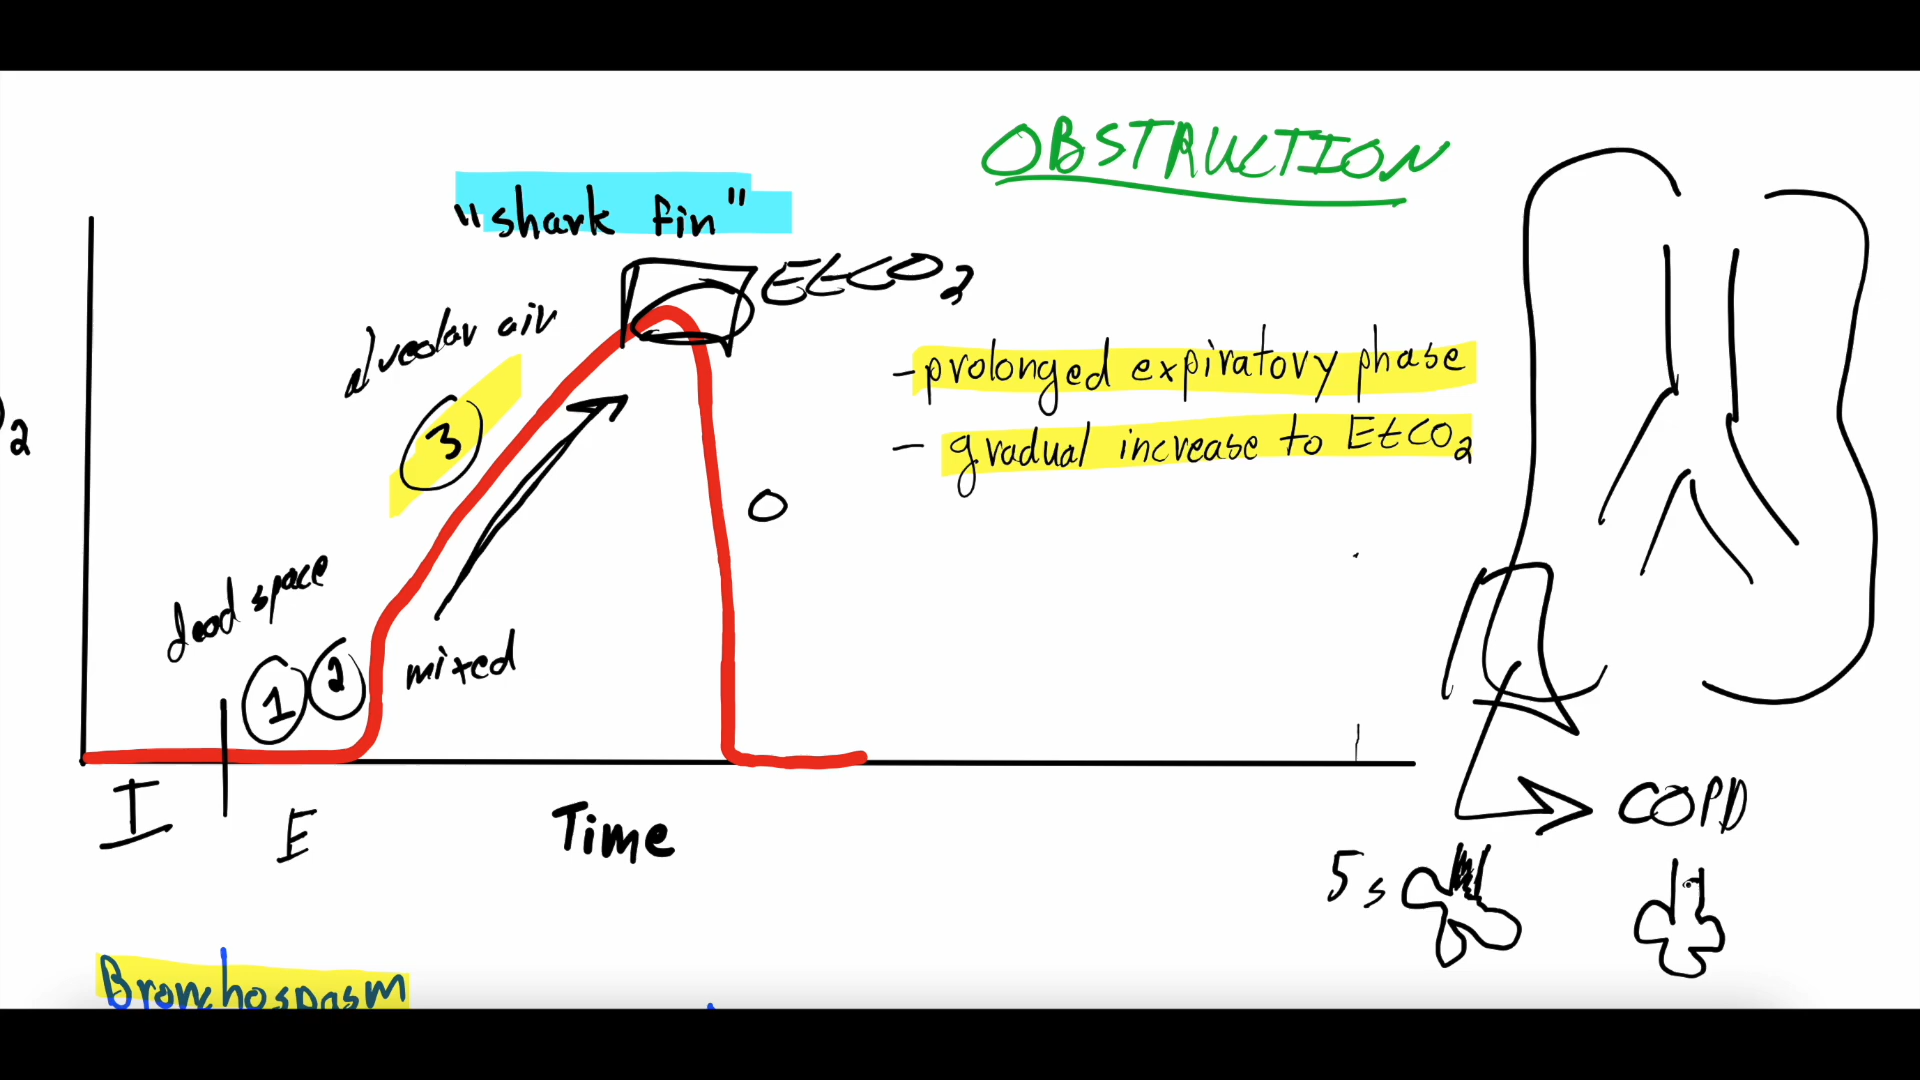 OBSTRUCTION
"shark fin"
EtCO2
alveolar air
- prolonged expiratory phase
3
- gradual increase to EtCO2
2
0
dead space
1 2
mixed
I
E
Time
COPD
5s
Bronchospasm